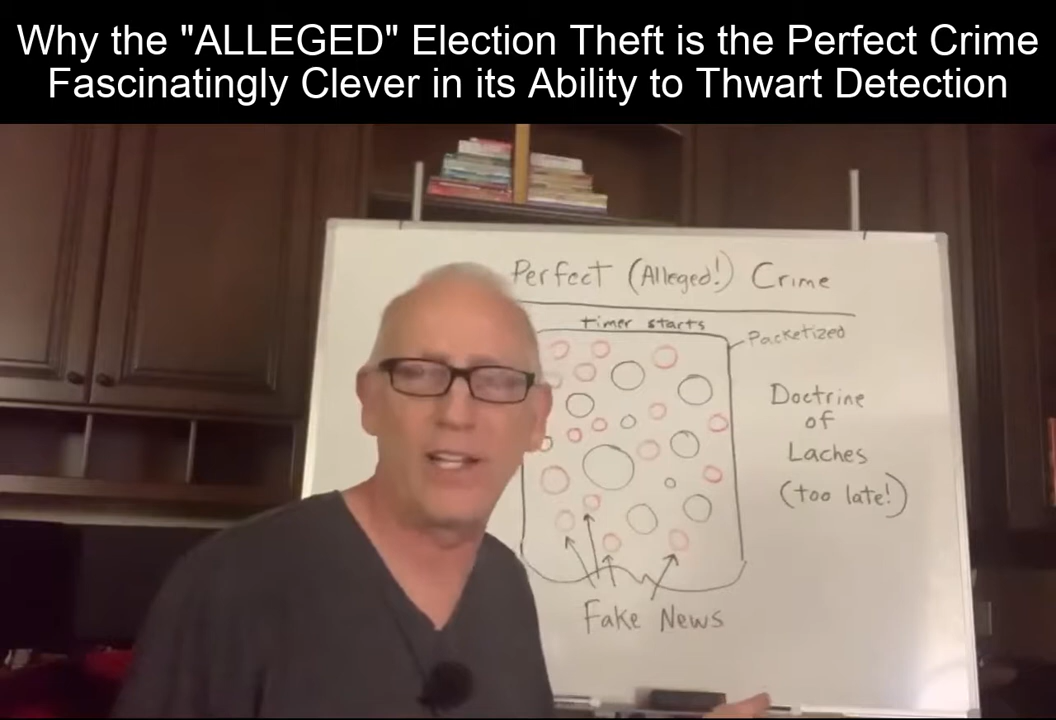 Why the "ALLEGED" Election Theft is the Perfect Crime
Fascinatingly Clever in its Ability to Thwart Detection
Perfect (Alleged!) Crime
timer starts
Packetized
Doctrine
of
Laches
(too late!)
Fake News